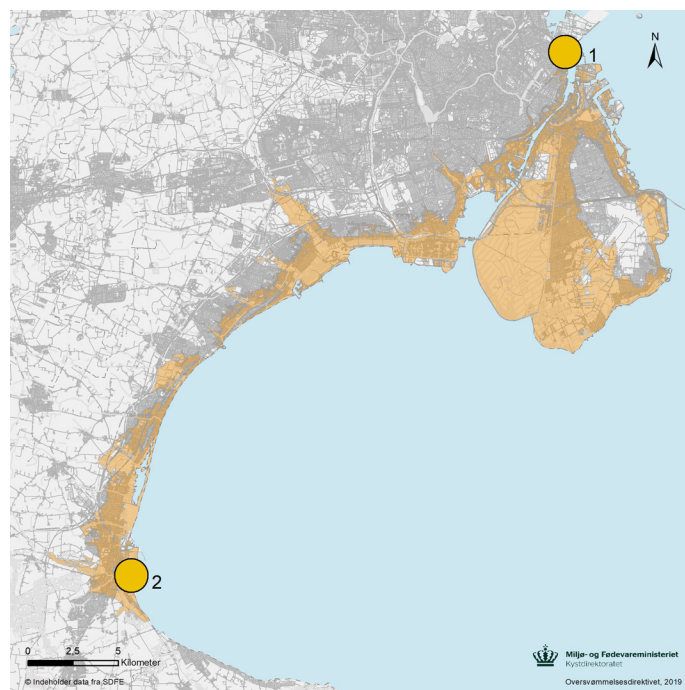 1
N
2
0 2,5 5
Kilometer
© Indeholder data fra SDFE
Miljø- og Fødevareministeriet
Kystdirektoratet
Oversvømmelsesdirektivet, 2019